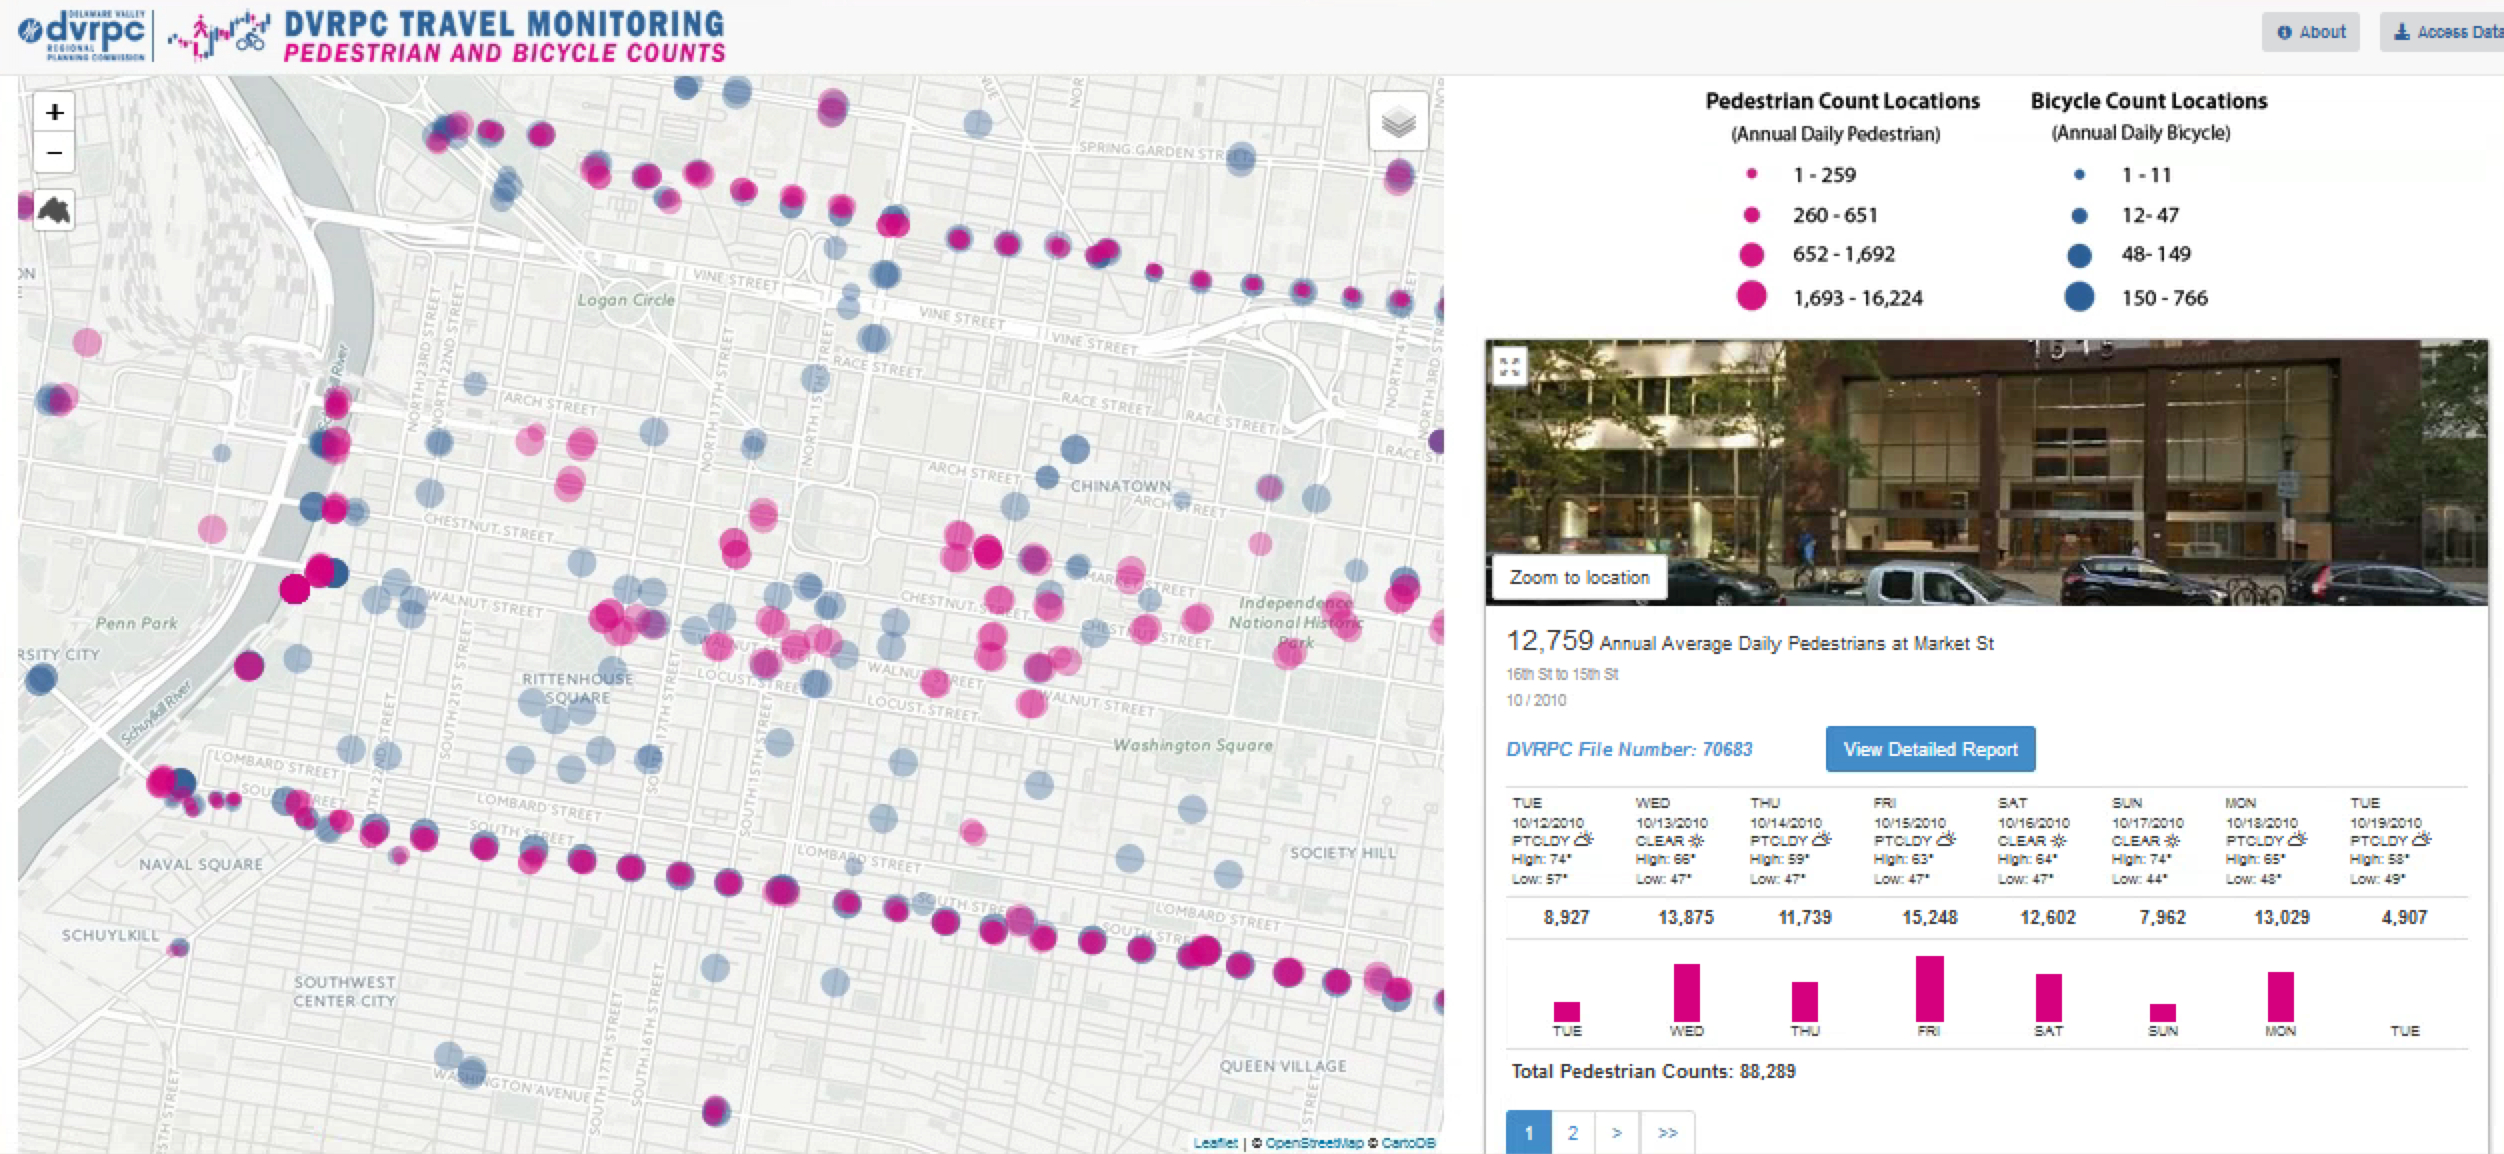 DELAWARE VALLEY
dvrpc
REGIONAL
PLANNING COMMISSION
DVRPC TRAVEL MONITORING
PEDESTRIAN AND BICYCLE COUNTS
About
Access Data
+
−
SPRING GARDEN STREET
VINE STREET
Logan Circle
VINE STREET
VINE STREET
RACE STREET
NORTH 23RD STREET
NORTH 22ND STREET
NORTH 17TH STREET
NORTH 15TH STREET
NORTH 4TH STREET
NORTH 3RD STR
ARCH STREET
RACE STREET
RACE STREET
RACE ST
ARCH STREET
CHINATOWN
ARCH STREET
CHESTNUT STREET
MARKET STREET
CHESTNUT STREET
CHESTNUT STREET
Independence
National Historic
Park
WALNUT STREET
Penn Park
RSITY CITY
Schuylkill River
RITTENHOUSE
SQUARE
WALNUT STREET
LOCUST STREET
WALNUT STREET
LOCUST STREET
WALNUT STREET
Washington Square
SOUTH 21ST STREET
SOUTH 17TH STREET
SOUTH 15TH STREET
LOMBARD STREET
LOMBARD STREET
SOUTH STREET
SOUTH STREET
LOMBARD STREET
NAVAL SQUARE
SOCIETY HILL
SOUTH STRE
LOMBARD STREET
SOUTH STREET
SCHUYLKILL
SOUTHWEST
CENTER CITY
SOUTH 17TH STREET
SOUTH 16TH STREET
WASHINGTON AVENUE
QUEEN VILLAGE
Leaflet | © OpenStreetMap © CartoDB
Pedestrian Count Locations
(Annual Daily Pedestrian)
1 - 259
260 - 651
652 - 1,692
1,693 - 16,224
Bicycle Count Locations
(Annual Daily Bicycle)
1 - 11
12- 47
48- 149
150 - 766
1515
Zoom to location
12,759 Annual Average Daily Pedestrians at Market St
16th St to 15th St
10 / 2010
DVRPC File Number: 70683
View Detailed Report
TUE WED THU FRI SAT SUN MON TUE
10/12/2010 10/13/2010 10/14/2010 10/15/2010 10/16/2010 10/17/2010 10/18/2010 10/19/2010
PTCLDY CLEAR PTCLDY PTCLDY CLEAR CLEAR PTCLDY PTCLDY
High: 74° High: 66° High: 59° High: 63° High: 64° High: 74° High: 65° High: 58°
Low: 57° Low: 47° Low: 47° Low: 47° Low: 47° Low: 44° Low: 48° Low: 49°
8,927 13,875 11,739 15,248 12,602 7,962 13,029 4,907
TUE WED THU FRI SAT SUN MON TUE
Total Pedestrian Counts: 88,289
1 2 > >>